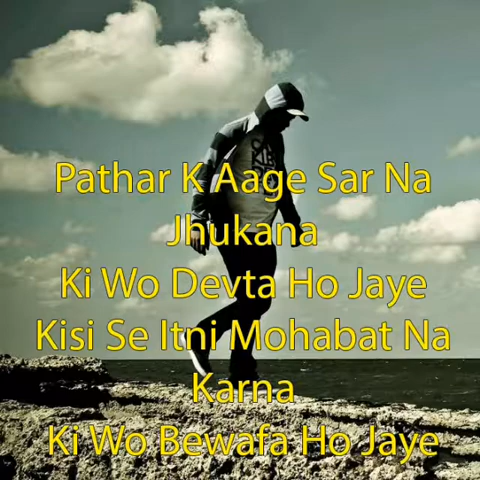 Pathar K Aage Sar Na
Jhukana
Ki Wo Devta Ho Jaye
Kisi Se Itni Mohabat Na
Karna
Ki Wo Bewafa Ho Jaye